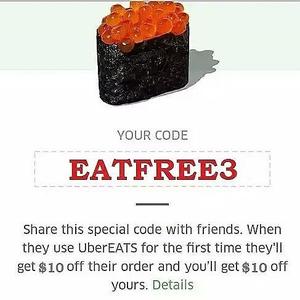 YOUR CODE
EATFREE3
Share this special code with friends. When
they use UberEATS for the first time they'll
get $10 off their order and you'll get $10 off
yours. Details